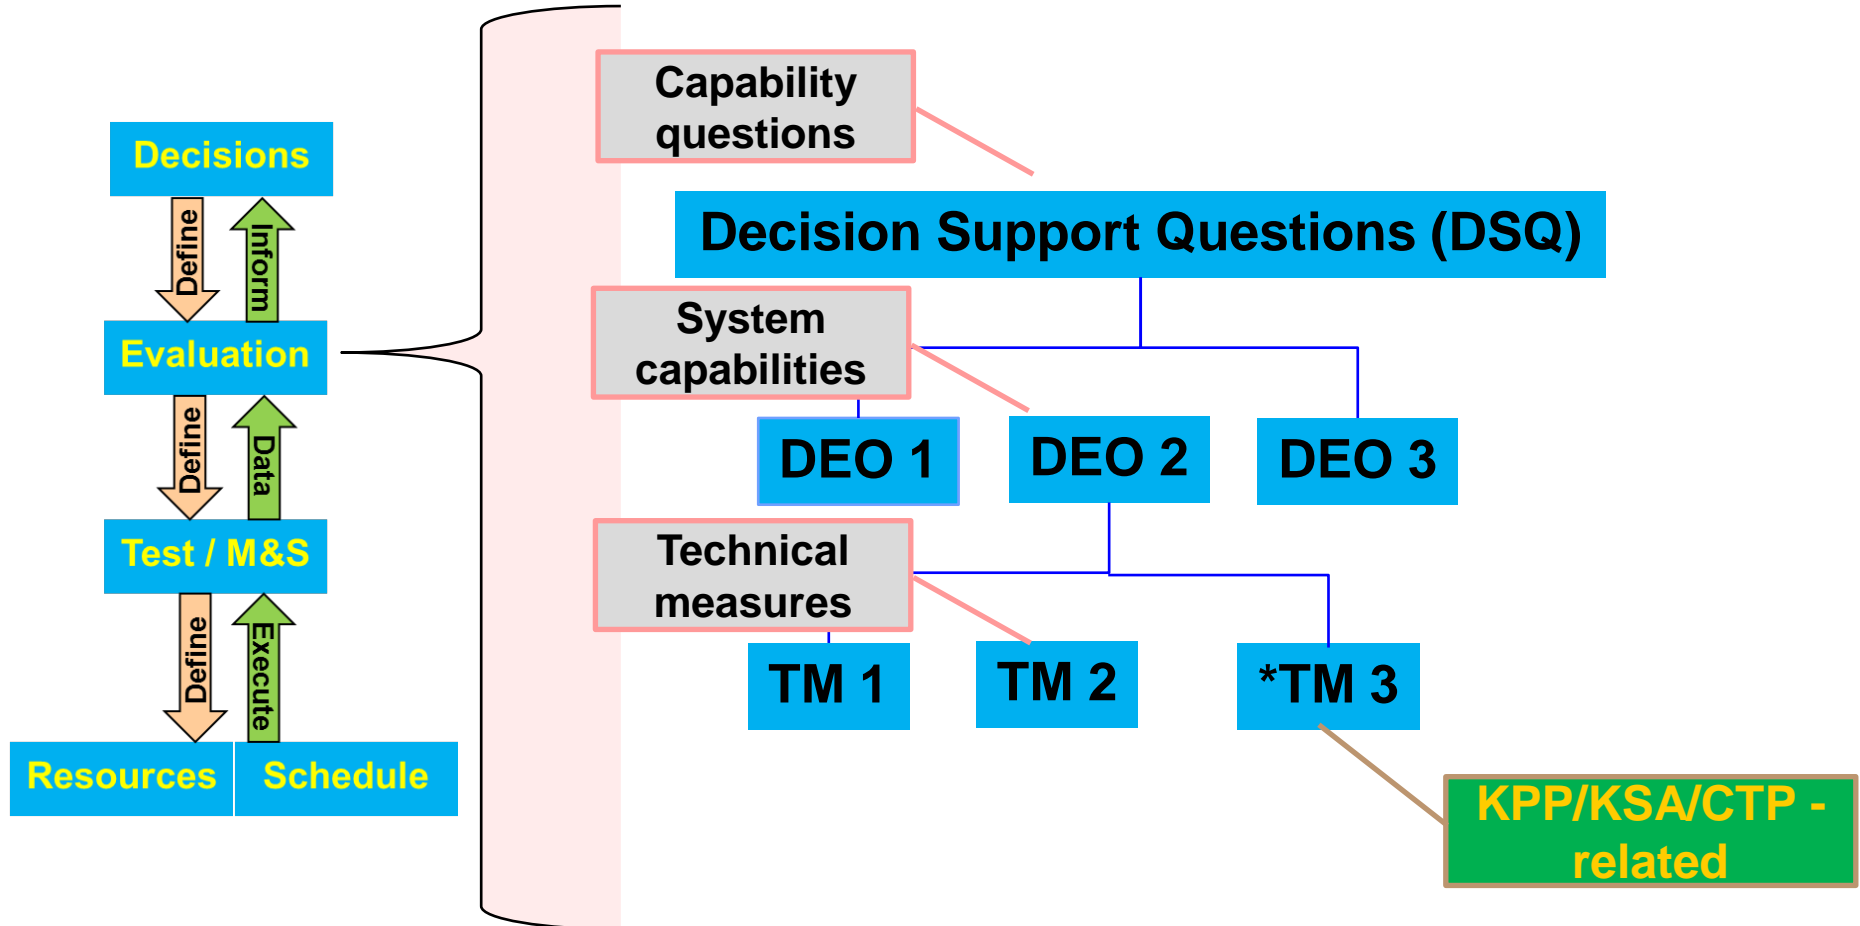 Decisions
Define
Inform
Evaluation
Define
Data
Test / M&S
Define
Execute
Resources
Schedule
Capability
questions
Decision Support Questions (DSQ)
System
capabilities
DEO 1
DEO 2
DEO 3
Technical
measures
TM 1
TM 2
*TM 3
KPP/KSA/CTP -
related